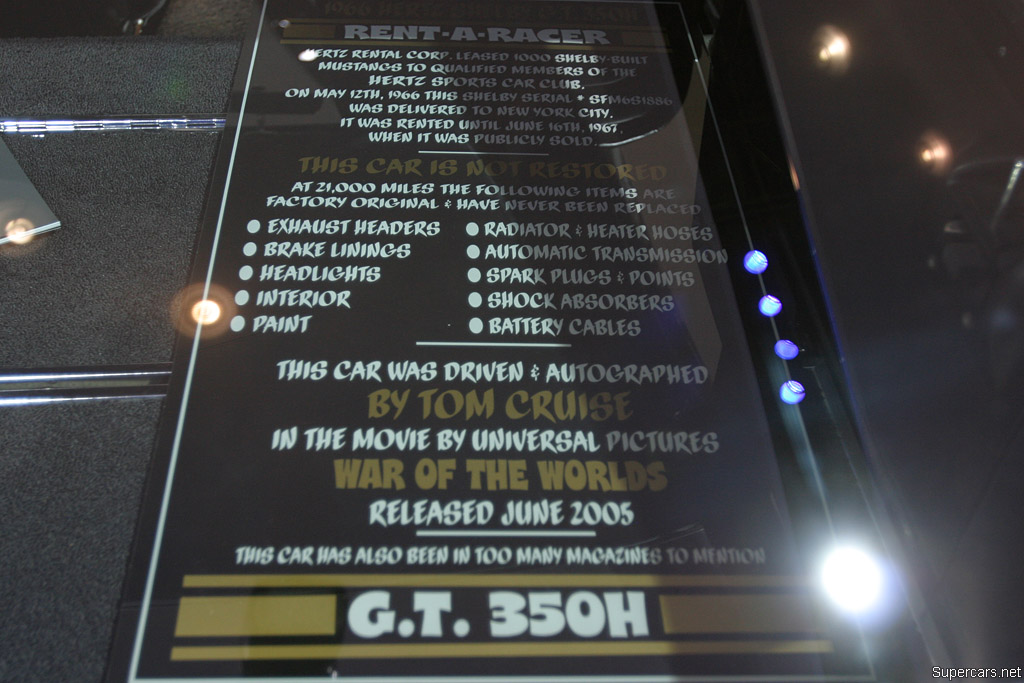 RENT-A-RACER
HERTZ RENTAL CORP. LEASED 1000 SHELBY-BUILT
MUSTANGS TO QUALIFIED MEMBERS OF THE
HERTZ SPORTS CAR CLUB.
ON MAY 12TH, 1966 THIS SHELBY SERIAL # SFM6S1886
WAS DELIVERED TO NEW YORK CITY.
IT WAS RENTED UNTIL JUNE 16TH, 1967,
WHEN IT WAS PUBLICLY SOLD.
THIS CAR IS NOT RESTORED
AT 21,000 MILES THE FOLLOWING ITEMS ARE
FACTORY ORIGINAL & HAVE NEVER BEEN REPLACED
● EXHAUST HEADERS
● BRAKE LININGS
● HEADLIGHTS
● INTERIOR
● PAINT
● RADIATOR & HEATER HOSES
● AUTOMATIC TRANSMISSION
● SPARK PLUGS & POINTS
● SHOCK ABSORBERS
● BATTERY CABLES
THIS CAR WAS DRIVEN & AUTOGRAPHED
BY TOM CRUISE
IN THE MOVIE BY UNIVERSAL PICTURES
WAR OF THE WORLDS
RELEASED JUNE 2005
THIS CAR HAS ALSO BEEN IN TOO MANY MAGAZINES TO MENTION
G.T. 350H
Supercars.net